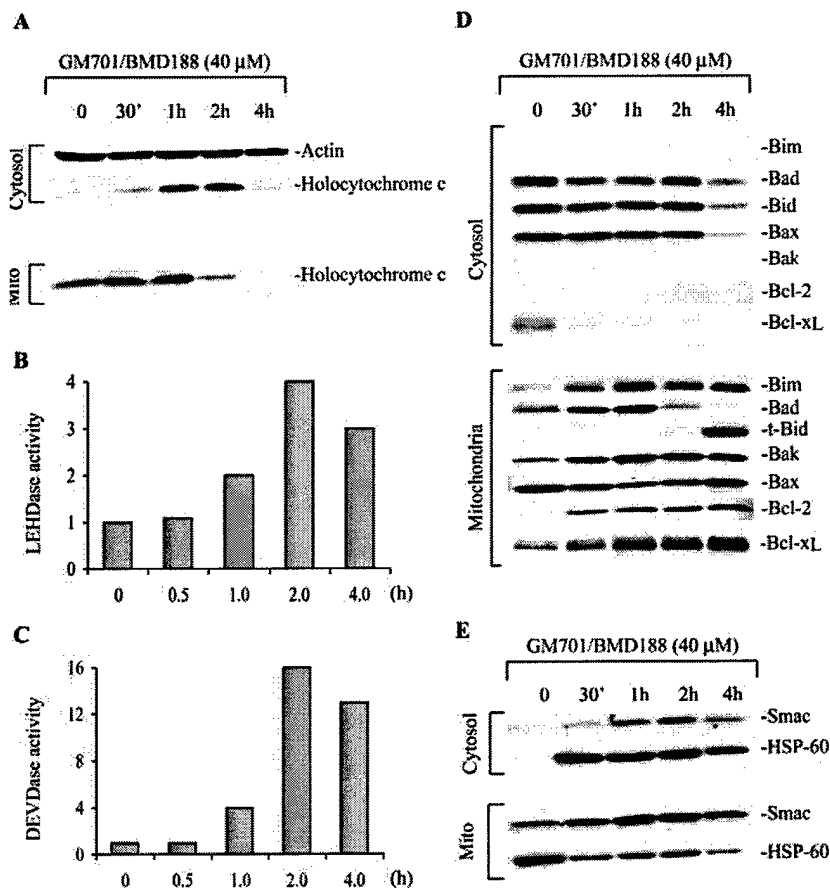 A
GM701/BMD188 (40 µM)
0 30' 1h 2h 4h
Cytosol
-Actin
-Holocytochrome c
Mito
-Holocytochrome c
B
LEHDase activity
4
3
2
1
0
0 0.5 1.0 2.0 4.0 (h)
C
DEVDase activity
16
12
8
4
0
0 0.5 1.0 2.0 4.0 (h)
D
GM701/BMD188 (40 µM)
0 30' 1h 2h 4h
Cytosol
-Bim
-Bad
-Bid
-Bax
-Bak
-Bcl-2
-Bcl-xL
Mitochondria
-Bim
-Bad
-t-Bid
-Bak
-Bax
-Bcl-2
-Bcl-xL
E
GM701/BMD188 (40 µM)
0 30' 1h 2h 4h
Cytosol
-Smac
-HSP-60
Mito
-Smac
-HSP-60